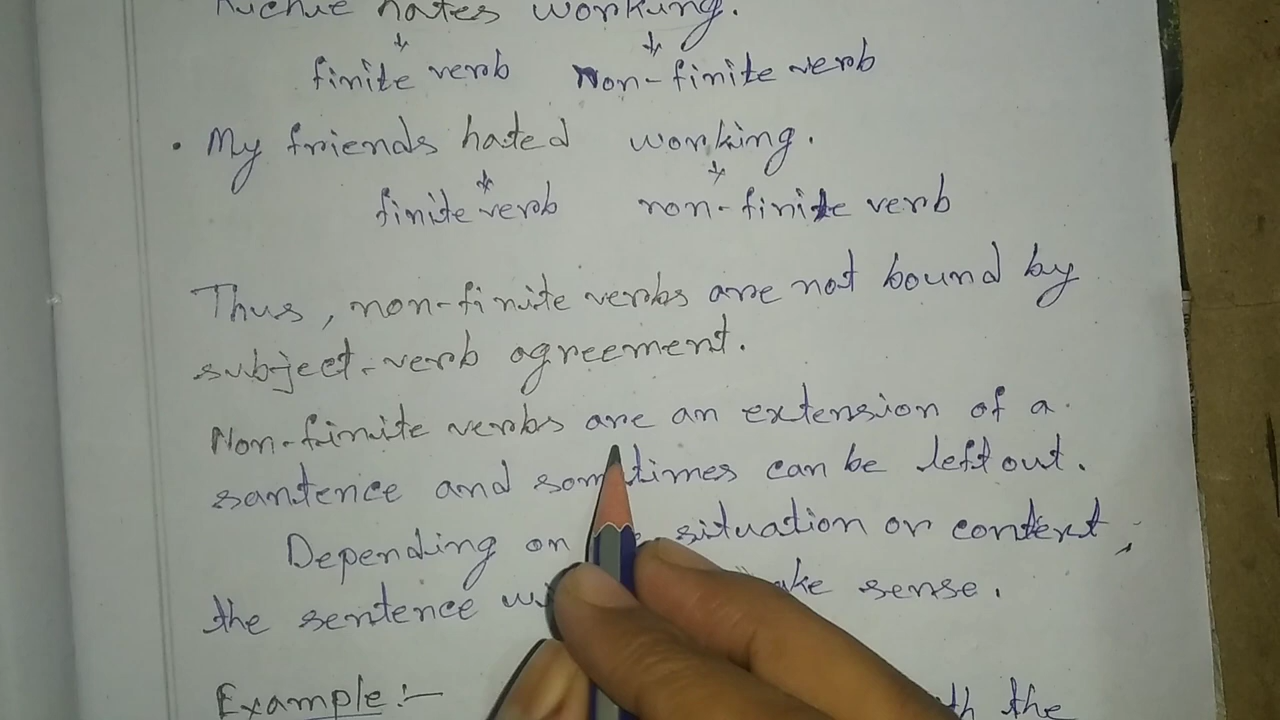 hates working.
finite verb Non-finite verb
• My friends hated working.
finite verb non-finite verb
Thus, non-finite verbs are not bound by
subject-verb agreement.
Non-finite verbs are an extension of a
santence and sometimes can be left out.
Depending on situation or context,
the sentence sense.
Example:- the